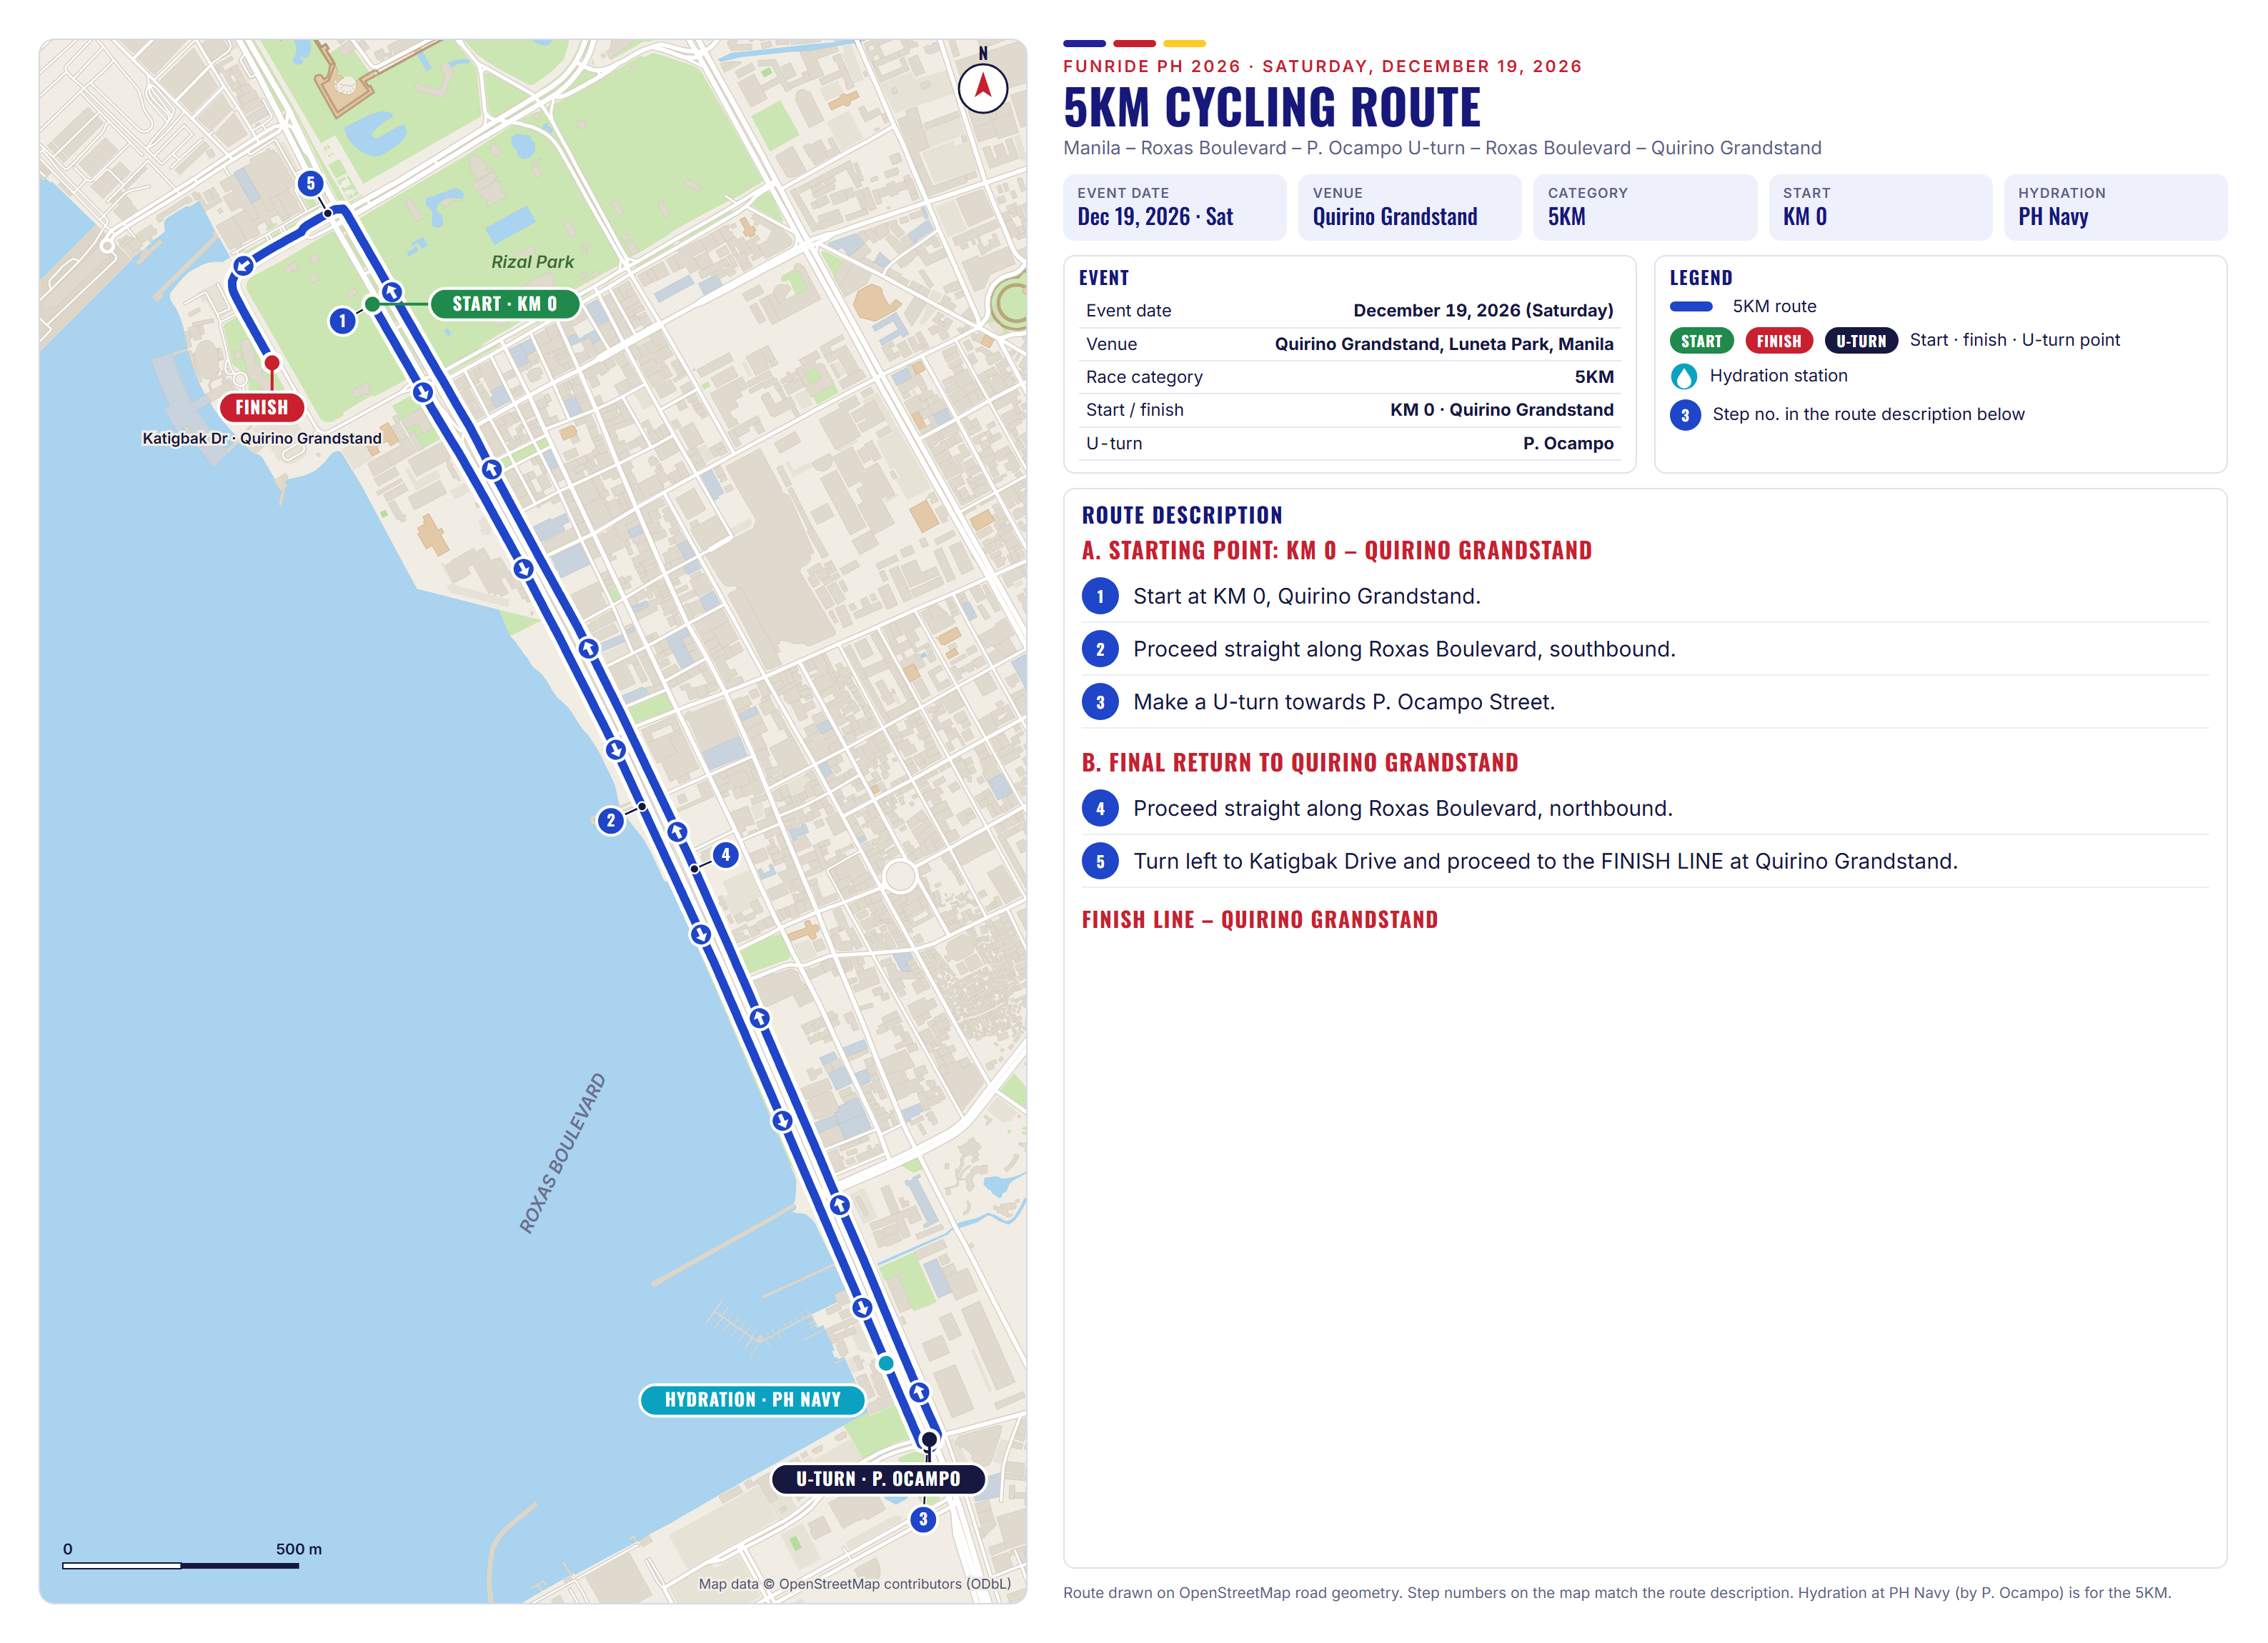 N
5
Rizal Park
START · KM 0
1
FINISH
Katigbak Dr · Quirino Grandstand
2
4
ROXAS BOULEVARD
HYDRATION · PH NAVY
U-TURN · P. OCAMPO
3
0 500 m
Map data © OpenStreetMap contributors (ODbL)
FUNRIDE PH 2026 · SATURDAY, DECEMBER 19, 2026
5KM CYCLING ROUTE
Manila – Roxas Boulevard – P. Ocampo U-turn – Roxas Boulevard – Quirino Grandstand
EVENT DATE
Dec 19, 2026 · Sat
VENUE
Quirino Grandstand
CATEGORY
5KM
START
KM 0
HYDRATION
PH Navy
EVENT
Event date December 19, 2026 (Saturday)
Venue Quirino Grandstand, Luneta Park, Manila
Race category 5KM
Start / finish KM 0 · Quirino Grandstand
U-turn P. Ocampo
LEGEND
5KM route
START FINISH U-TURN Start · finish · U-turn point
Hydration station
3 Step no. in the route description below
ROUTE DESCRIPTION
A. STARTING POINT: KM 0 – QUIRINO GRANDSTAND
1 Start at KM 0, Quirino Grandstand.
2 Proceed straight along Roxas Boulevard, southbound.
3 Make a U-turn towards P. Ocampo Street.
B. FINAL RETURN TO QUIRINO GRANDSTAND
4 Proceed straight along Roxas Boulevard, northbound.
5 Turn left to Katigbak Drive and proceed to the FINISH LINE at Quirino Grandstand.
FINISH LINE – QUIRINO GRANDSTAND
Route drawn on OpenStreetMap road geometry. Step numbers on the map match the route description. Hydration at PH Navy (by P. Ocampo) is for the 5KM.